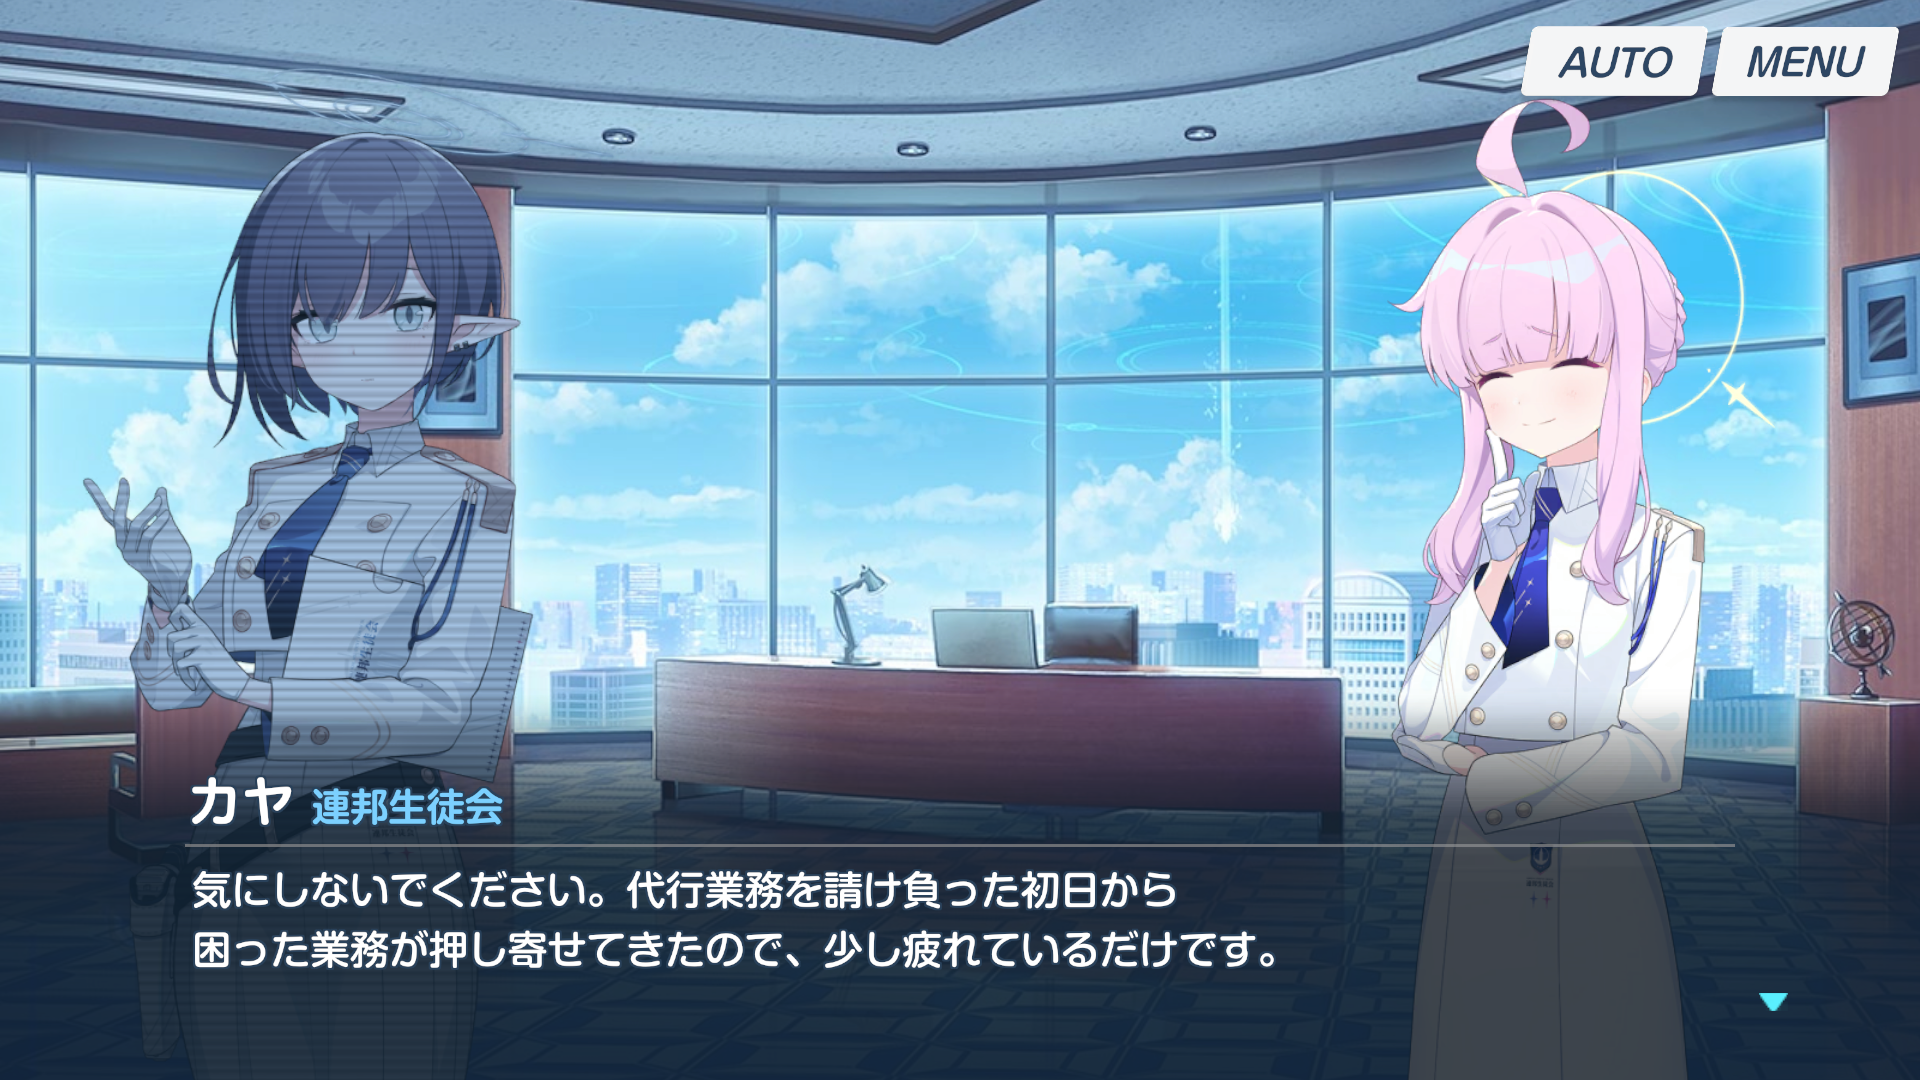 AUTO
MENU
カヤ 連邦生徒会
気にしないでください。代行業務を請け負った初日から
困った業務が押し寄せてきたので、少し疲れているだけです。